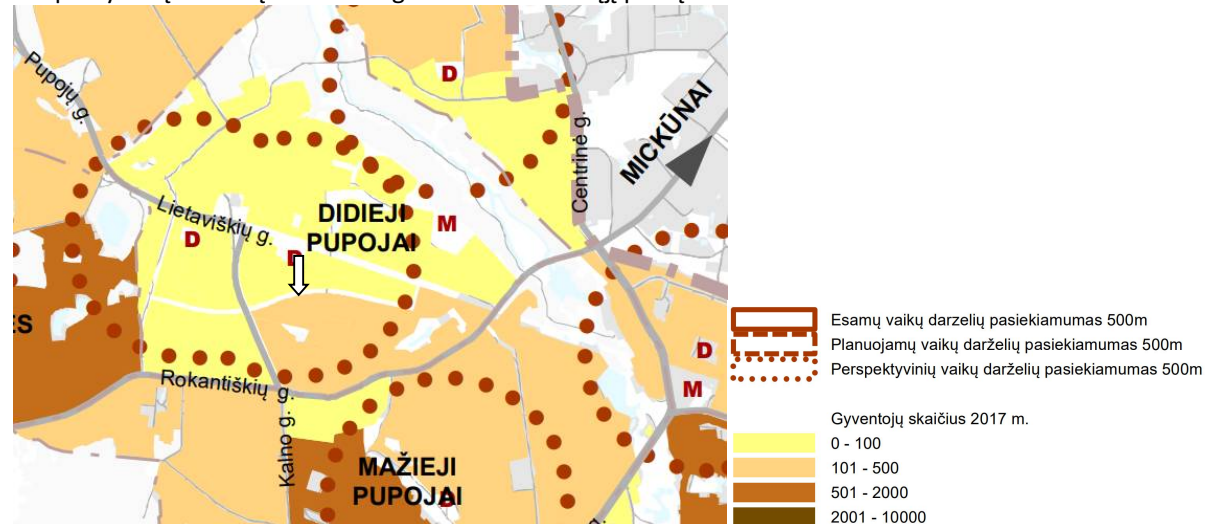 Pupojų g.
D
Centrinė g.
MICKŪNAI
Lietaviškių g.
DIDIEJI
PUPOJAI
M
D
D
ES
D
M
Rokantiškių g.
Kalno g.
g.
MAŽIEJI
PUPOJAI
D
g.
Esamų vaikų darzelių pasiekiamumas 500m
Planuojamų vaikų darželių pasiekiamumas 500m
Perspektyvinių vaikų darželių pasiekiamumas 500m
Gyventojų skaičius 2017 m.
0 - 100
101 - 500
501 - 2000
2001 - 10000